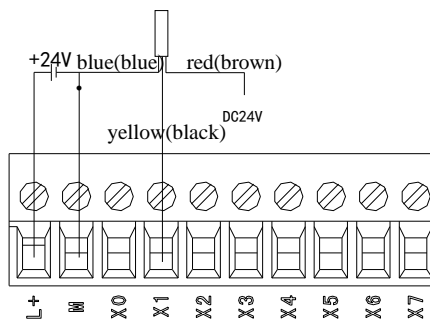 +24V blue(blue) red(brown)
DC24V
yellow(black)
L+ M X0 X1 X2 X3 X4 X5 X6 X7